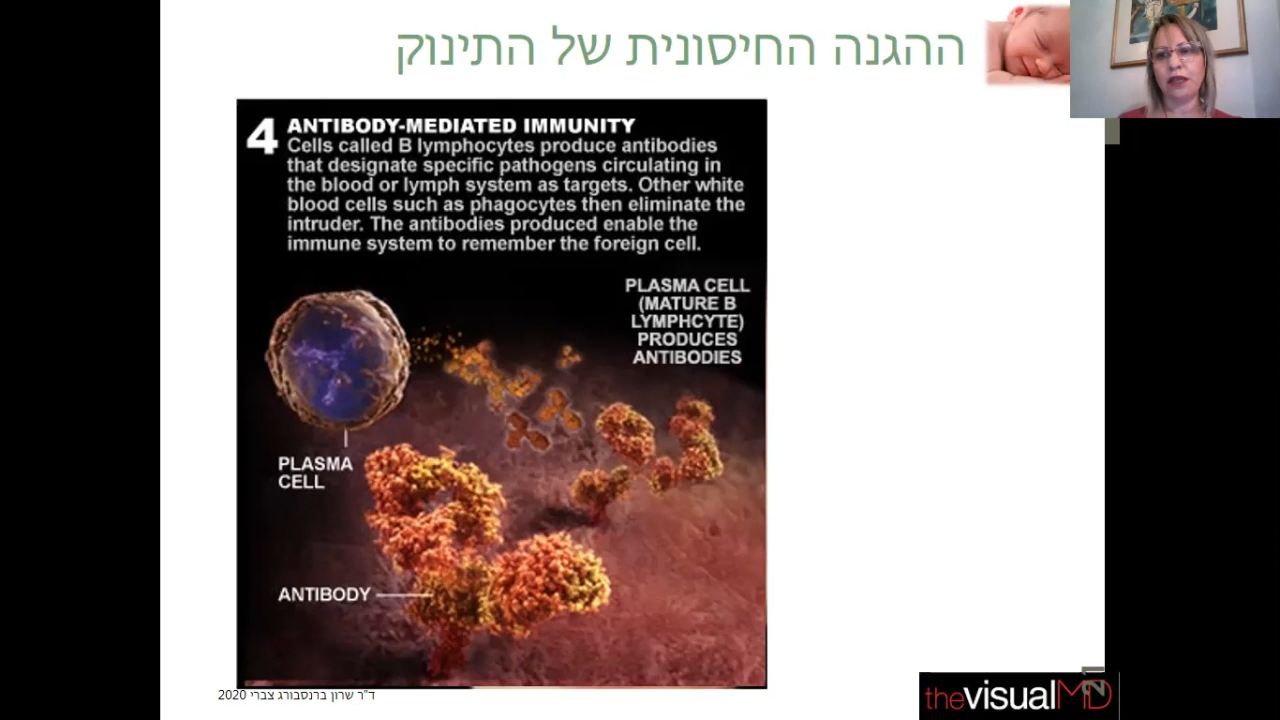 ההגנה החיסונית של התינוק
4 ANTIBODY-MEDIATED IMMUNITY
Cells called B lymphocytes produce antibodies
that designate specific pathogens circulating in
the blood or lymph system as targets. Other white
blood cells such as phagocytes then eliminate the
intruder. The antibodies produced enable the
immune system to remember the foreign cell.
PLASMA CELL
(MATURE B
LYMPHCYTE)
PRODUCES
ANTIBODIES
PLASMA
CELL
ANTIBODY
ד"ר שרון ברנסבורג צברי 2020
thevisualMD